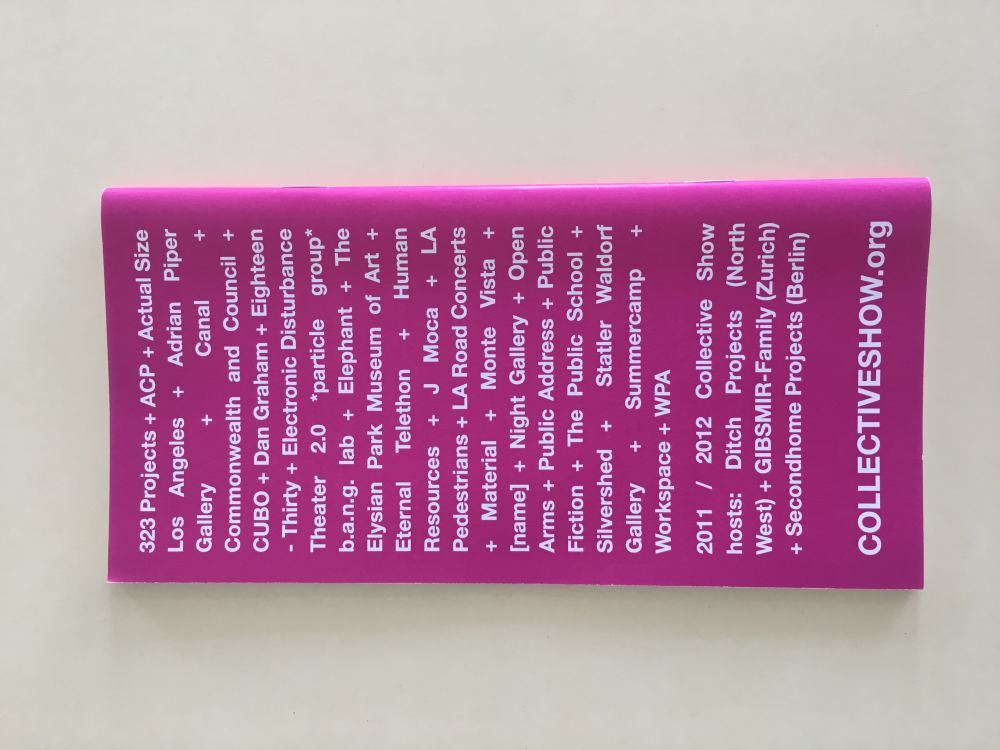 323 Projects + ACP + Actual Size
Los Angeles + Adrian Piper
Gallery + Canal +
Commonwealth and Council +
CUBO + Dan Graham + Eighteen
- Thirty + Electronic Disturbance
Theater 2.0 *particle group*
b.a.n.g. lab + Elephant + The
Elysian Park Museum of Art +
Eternal Telethon + Human
Resources + J Moca + LA
Pedestrians + LA Road Concerts
+ Material + Monte Vista +
[name] + Night Gallery + Open
Arms + Public Address + Public
Fiction + The Public School +
Silvershed + Statler Waldorf
Gallery + Summercamp +
Workspace + WPA
2011 / 2012 Collective Show
hosts: Ditch Projects (North
West) + GIBSMIR-Family (Zurich)
+ Secondhome Projects (Berlin)
COLLECTIVESHOW.org